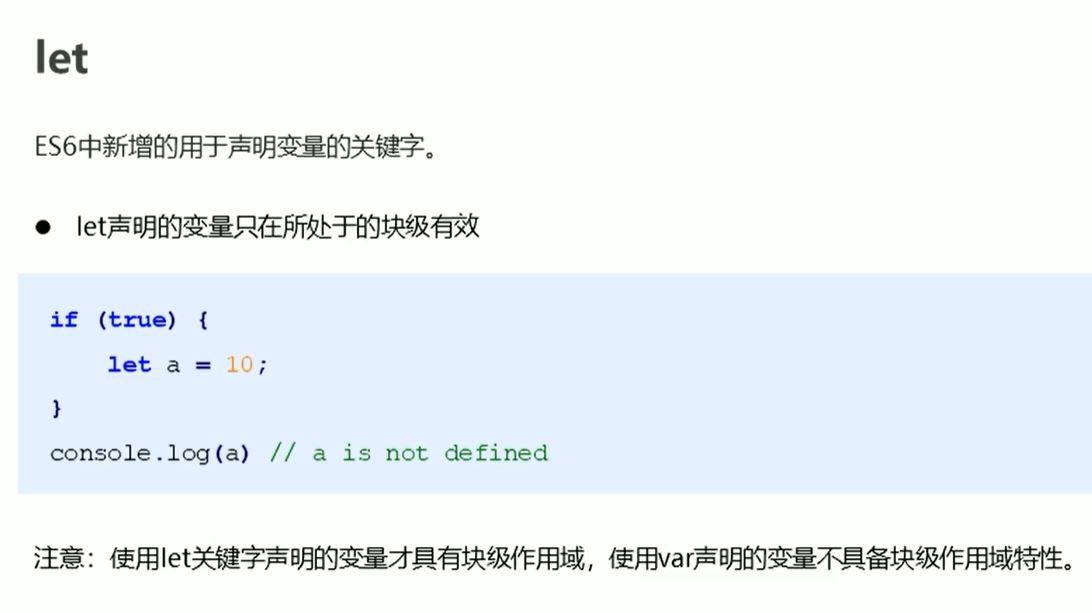 let
ES6中新增的用于声明变量的关键字。
● let声明的变量只在所处于的块级有效
if (true) {
    let a = 10;
}
console.log(a) // a is not defined
注意：使用let关键字声明的变量才具有块级作用域，使用var声明的变量不具备块级作用域特性。